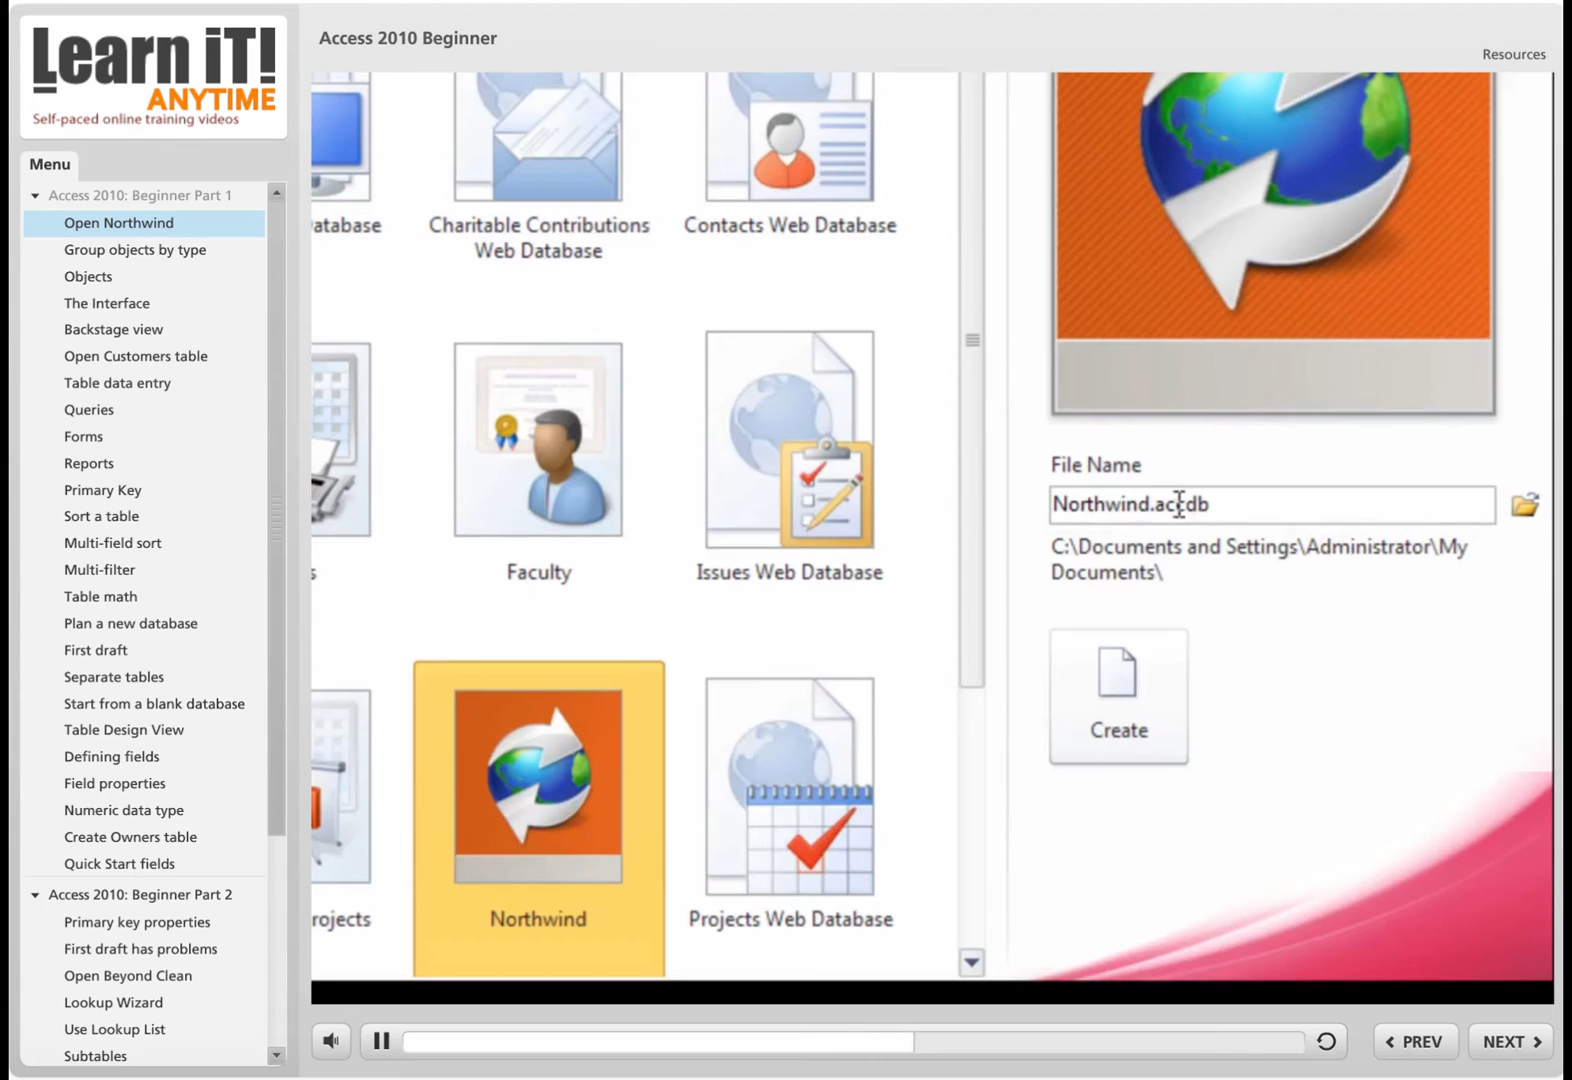 Learn iT!
ANYTIME
Self-paced online training videos
Access 2010 Beginner
Resources
Menu
Access 2010: Beginner Part 1
Open Northwind
Group objects by type
Objects
The Interface
Backstage view
Open Customers table
Table data entry
Queries
Forms
Reports
Primary Key
Sort a table
Multi-field sort
Multi-filter
Table math
Plan a new database
First draft
Separate tables
Start from a blank database
Table Design View
Defining fields
Field properties
Numeric data type
Create Owners table
Quick Start fields
Access 2010: Beginner Part 2
Primary key properties
First draft has problems
Open Beyond Clean
Lookup Wizard
Use Lookup List
Subtables
atabase
Charitable Contributions
Web Database
Contacts Web Database
s
Faculty
Issues Web Database
rojects
Northwind
Projects Web Database
File Name
Northwind.accdb
C:\Documents and Settings\Administrator\My
Documents\
Create
PREV
NEXT